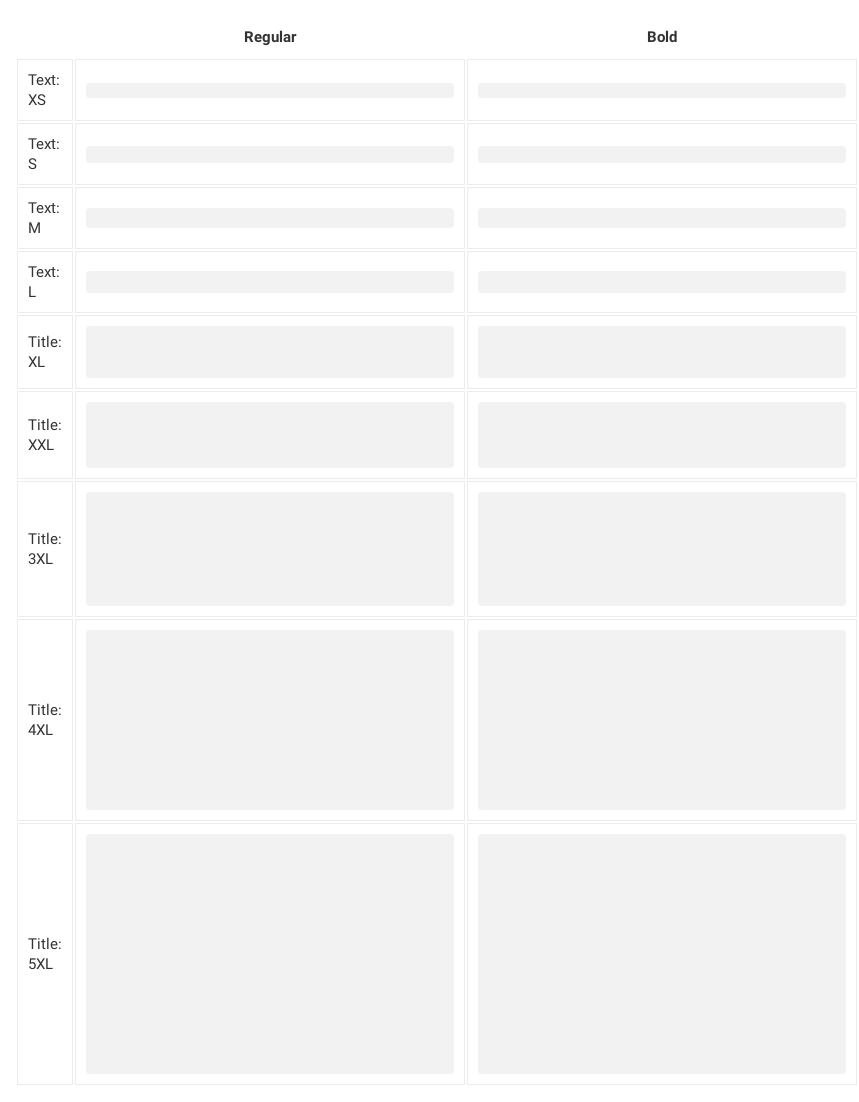 Regular Bold
Text:
XS
Text:
S
Text:
M
Text:
L
Title:
XL
Title:
XXL
Title:
3XL
Title:
4XL
Title:
5XL